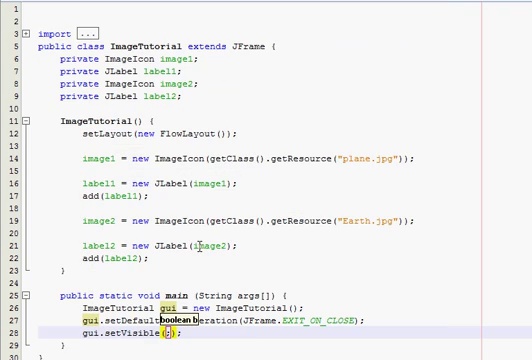 1
2
3 import ...
5 public class ImageTutorial extends JFrame {
6 private ImageIcon image1;
7 private JLabel label1;
8 private ImageIcon image2;
9 private JLabel label2;
10
11 ImageTutorial() {
12 setLayout(new FlowLayout());
13
14 image1 = new ImageIcon(getClass().getResource("plane.jpg"));
15
16 label1 = new JLabel(image1);
17 add(label1);
18
19 image2 = new ImageIcon(getClass().getResource("Earth.jpg"));
20
21 label2 = new JLabel(image2);
22 add(label2);
23 }
24
25 public static void main (String args[]) {
26 ImageTutorial gui = new ImageTutorial();
boolean b
27 gui.setDefault eration(JFrame.EXIT_ON_CLOSE);
28 gui.setVisible(;);
29 }
30